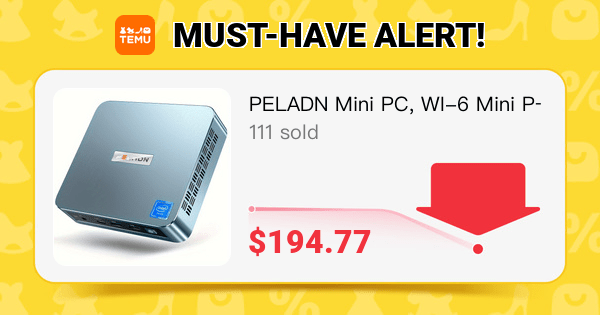 TEMU
MUST-HAVE ALERT!
PELADN Mini PC, WI-6 Mini P-
111 sold
$194.77